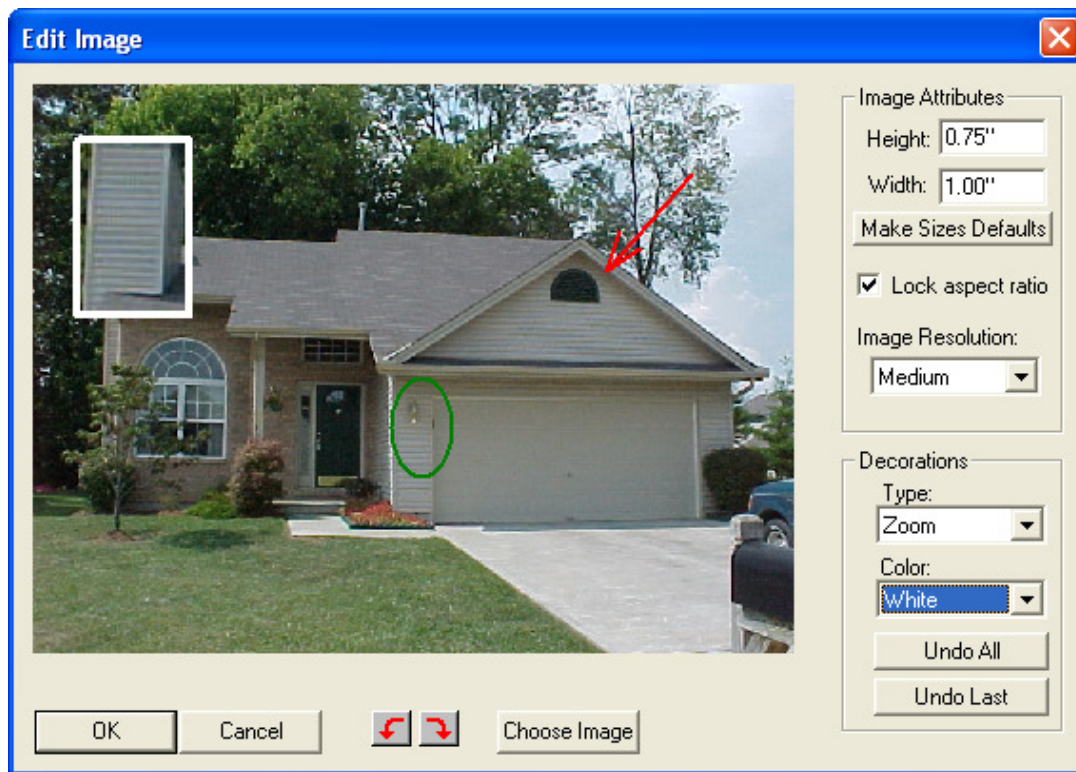 Edit Image
Image Attributes
Height: 0.75"
Width: 1.00"
Make Sizes Defaults
Lock aspect ratio
Image Resolution:
Medium
Decorations
Type:
Zoom
Color:
White
Undo All
Undo Last
OK Cancel Choose Image